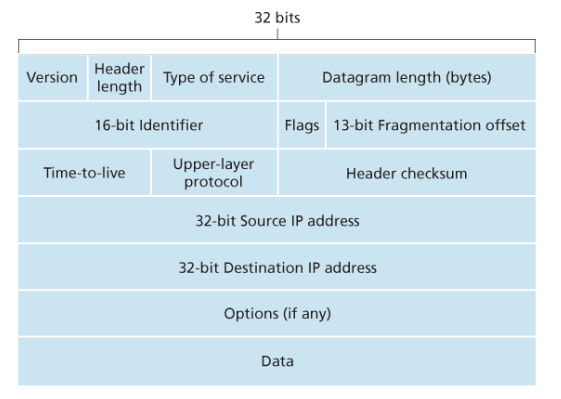 32 bits
Version
Header
length
Type of service
Datagram length (bytes)
16-bit Identifier
Flags
13-bit Fragmentation offset
Time-to-live
Upper-layer
protocol
Header checksum
32-bit Source IP address
32-bit Destination IP address
Options (if any)
Data